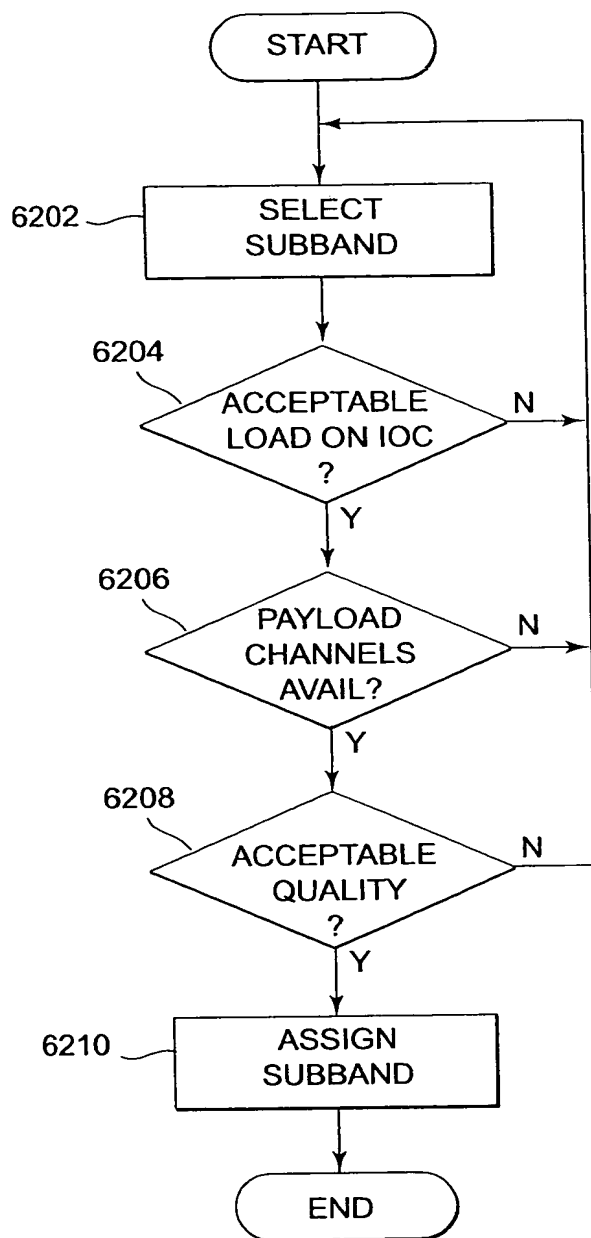 START
6202
SELECT
SUBBAND
6204
ACCEPTABLE
LOAD ON IOC
?
N
Y
6206
PAYLOAD
CHANNELS
AVAIL?
N
Y
6208
ACCEPTABLE
QUALITY
?
N
Y
6210
ASSIGN
SUBBAND
END